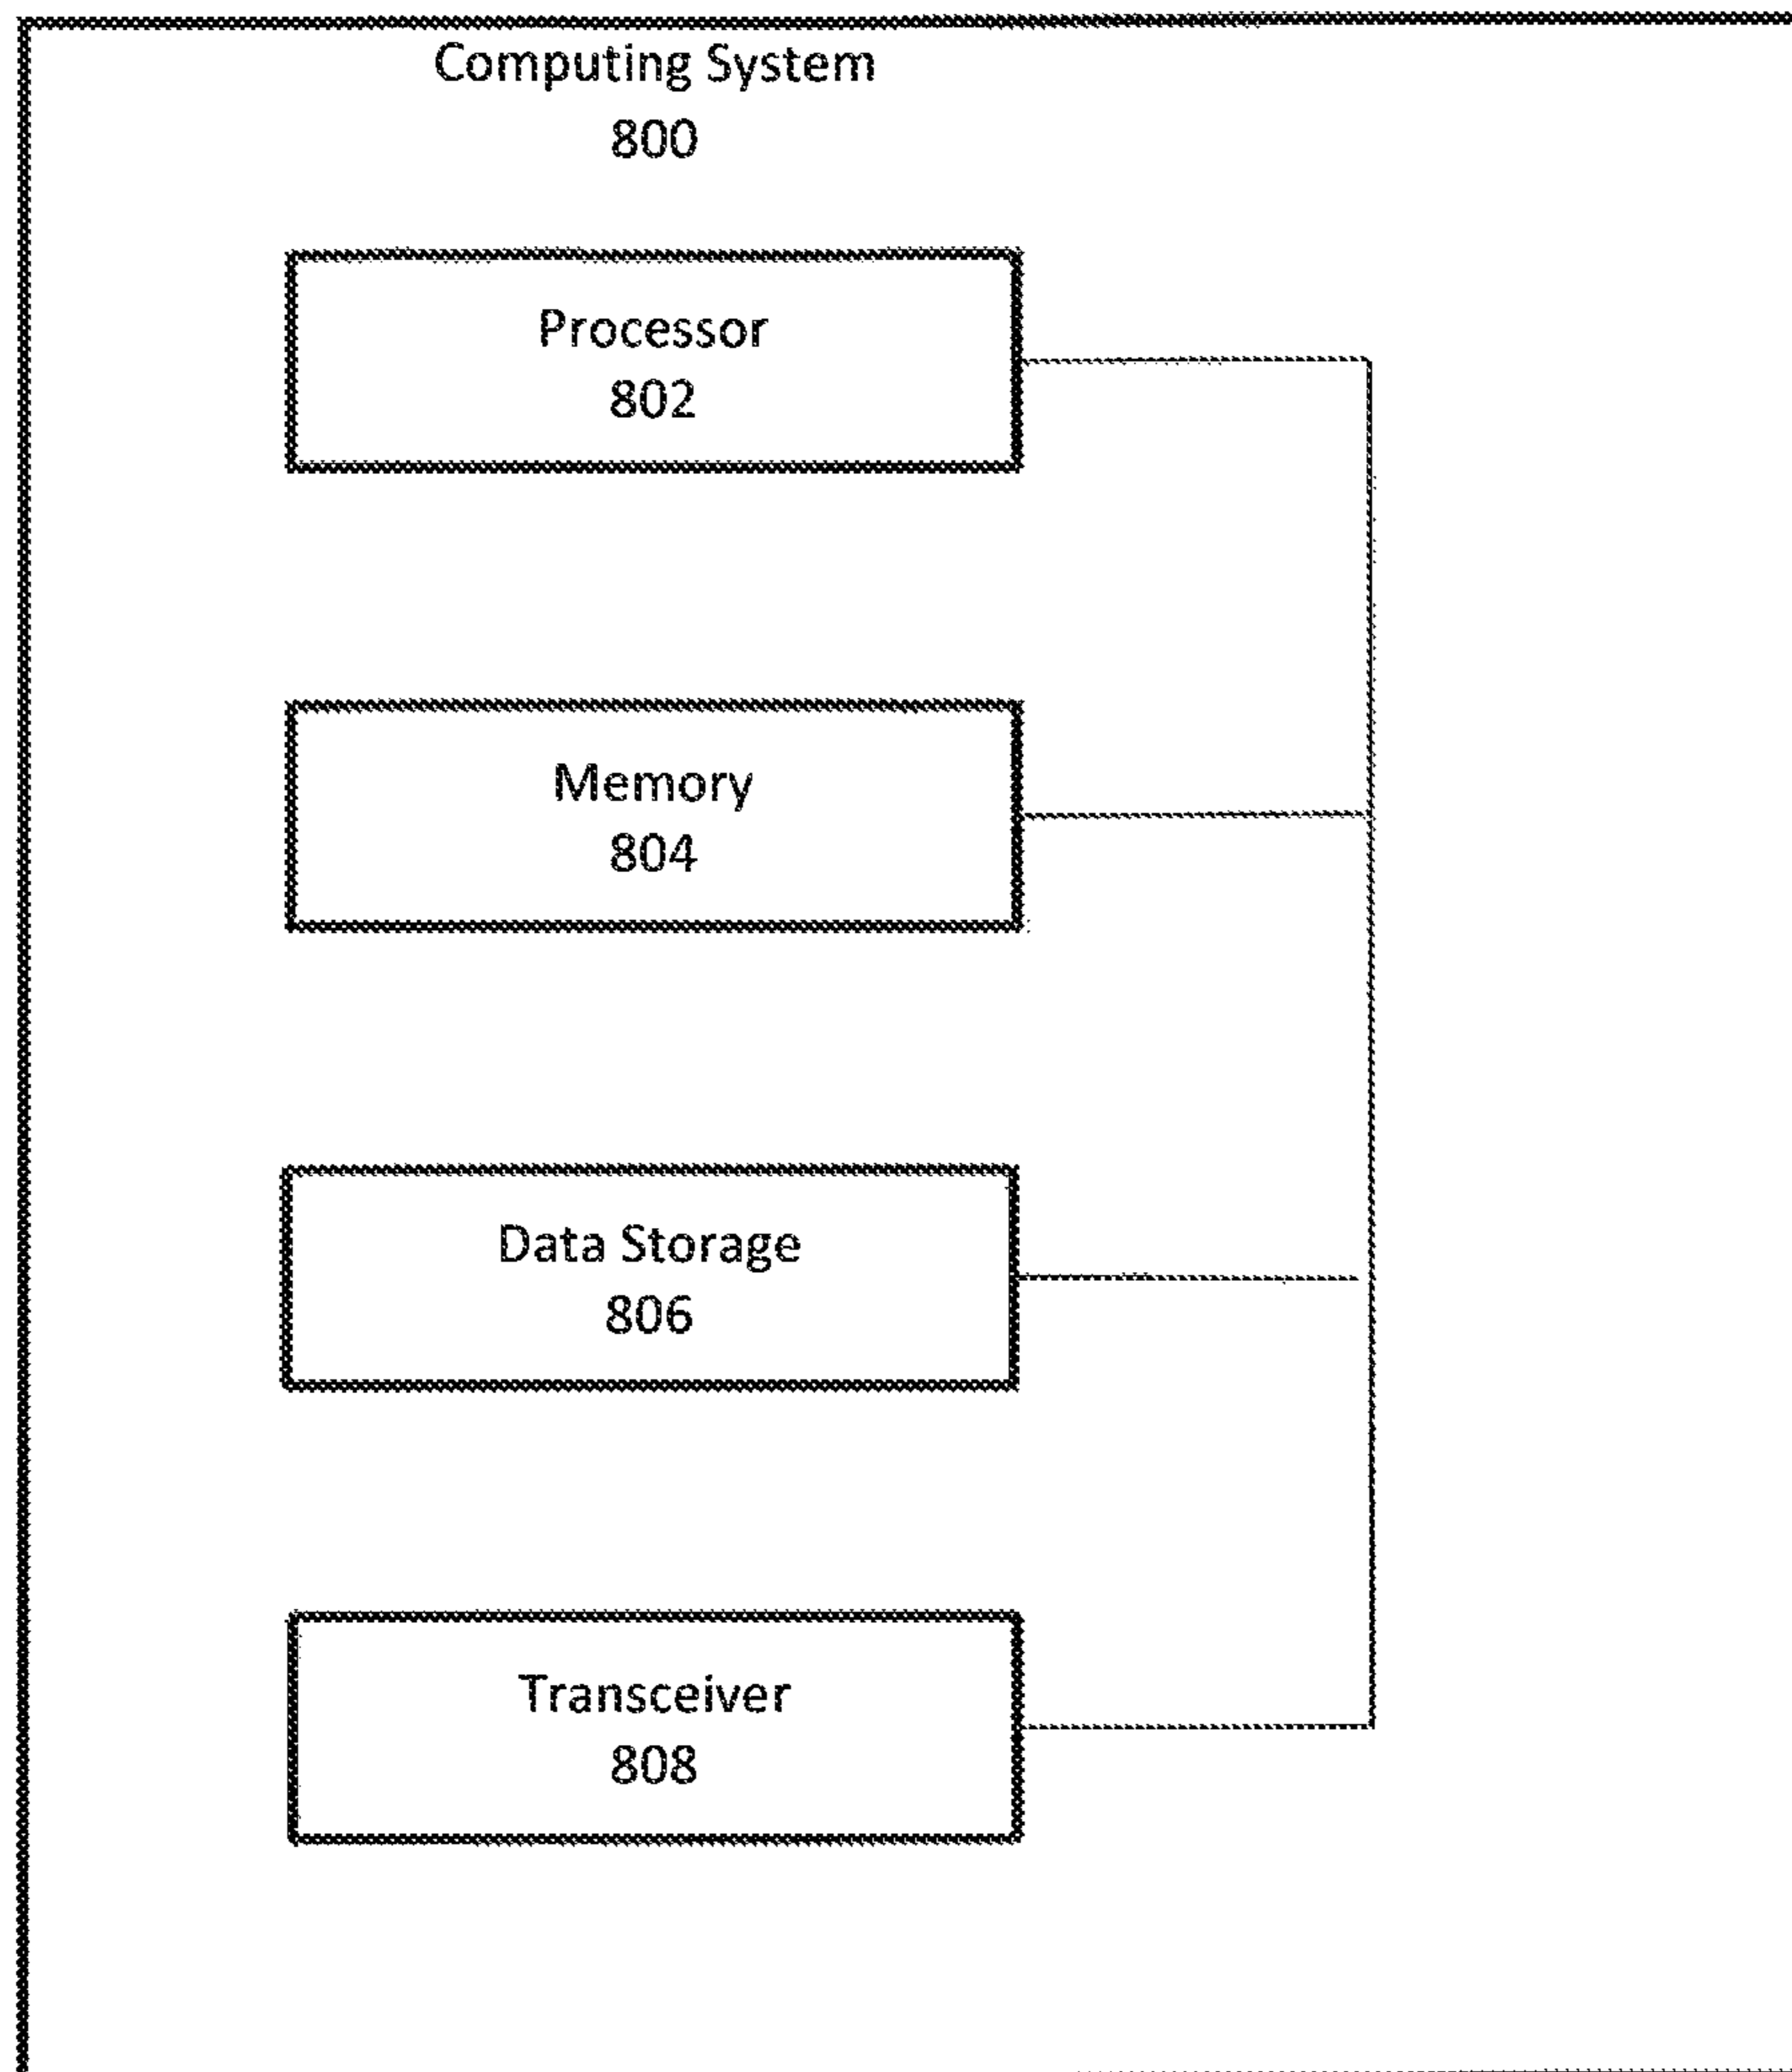 Computing System
800
Processor
802
Memory
804
Data Storage
806
Transceiver
808